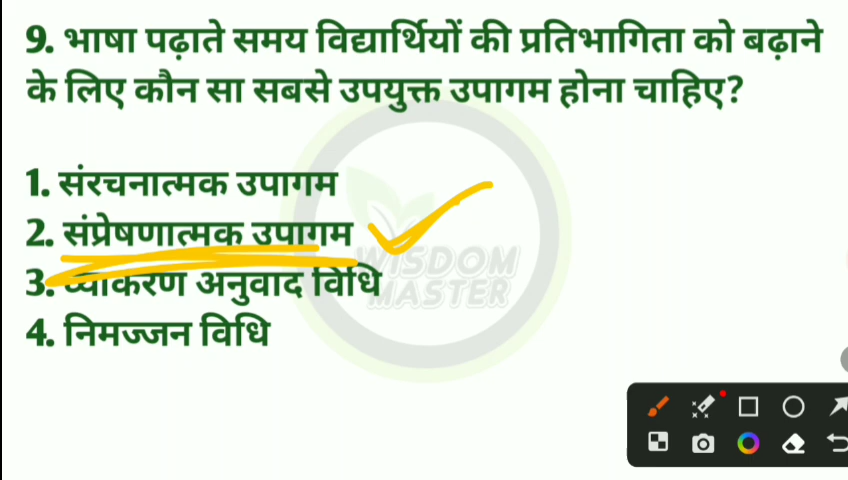 9. भाषा पढ़ाते समय विद्यार्थियों की प्रतिभागिता को बढ़ाने
के लिए कौन सा सबसे उपयुक्त उपागम होना चाहिए?
1. संरचनात्मक उपागम
2. संप्रेषणात्मक उपागम
3. व्याकरण अनुवाद विधि
4. निमज्जन विधि
WISDOM
MASTER